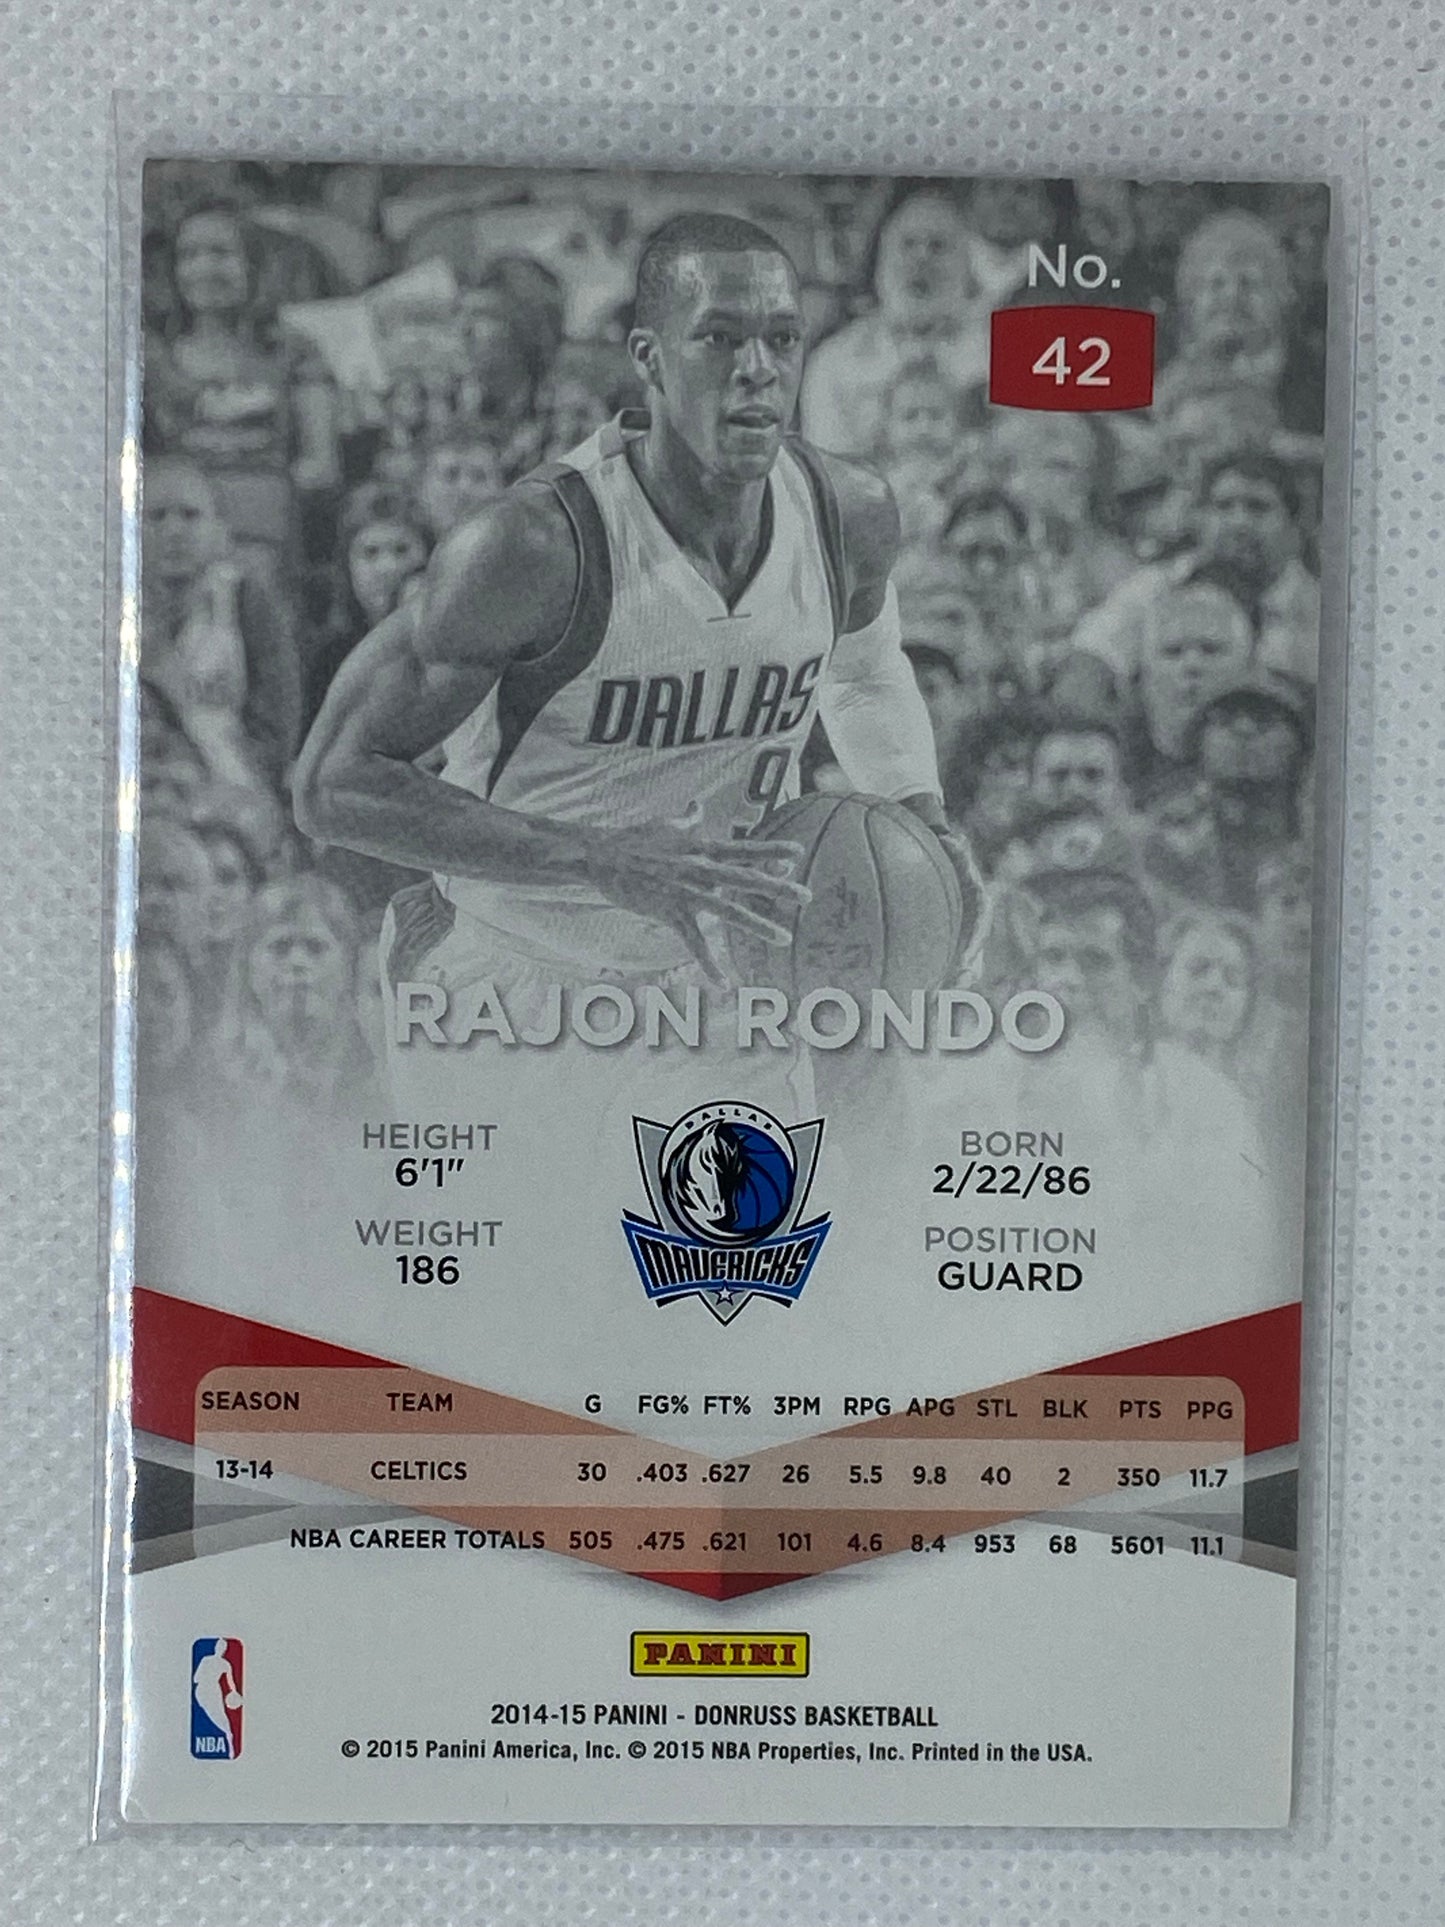 No.
42
DALLAS
9
RAJON RONDO
HEIGHT
6'1"
WEIGHT
186
DALLAS
MAVERICKS
BORN
2/22/86
POSITION
GUARD
SEASON TEAM G FG% FT% 3PM RPG APG STL BLK PTS PPG
13-14 CELTICS 30 .403 .627 26 5.5 9.8 40 2 350 11.7
NBA CAREER TOTALS 505 .475 .621 101 4.6 8.4 953 68 5601 11.1
NBA
PANINI
2014-15 PANINI - DONRUSS BASKETBALL
© 2015 Panini America, Inc. © 2015 NBA Properties, Inc. Printed in the USA.